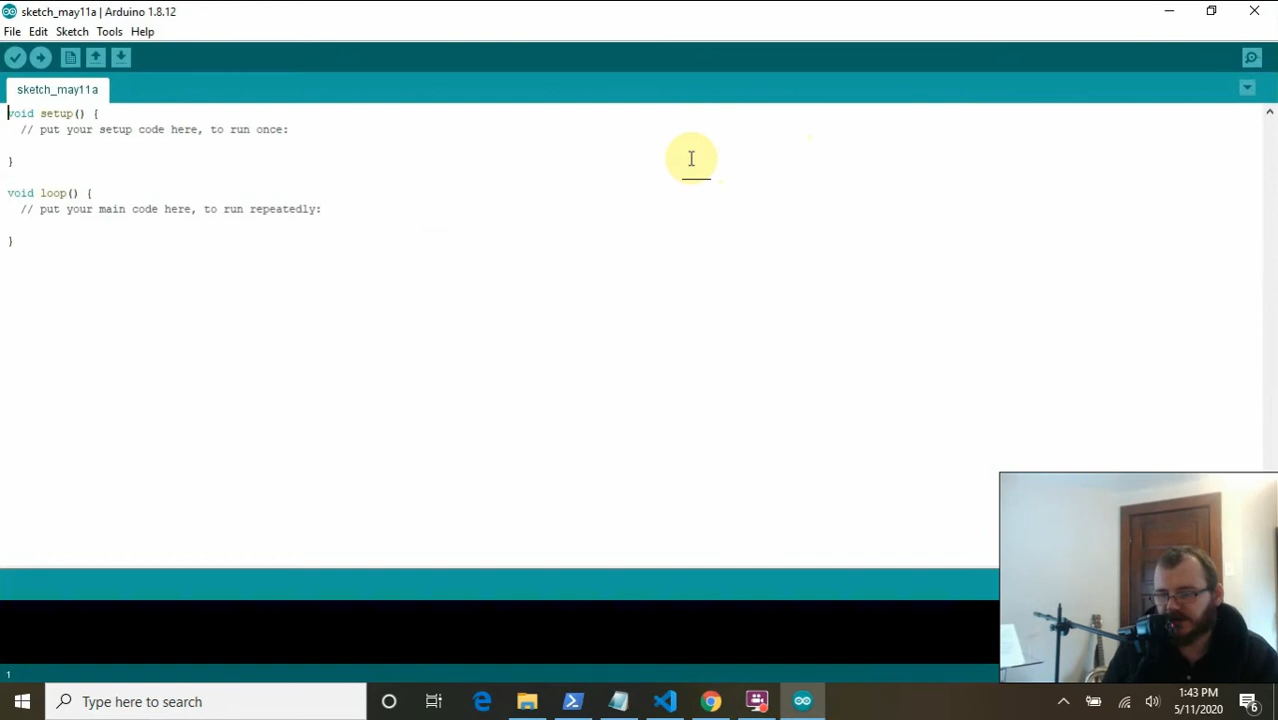 sketch_may11a | Arduino 1.8.12
File Edit Sketch Tools Help
sketch_may11a
void setup() {
// put your setup code here, to run once:
}
void loop() {
// put your main code here, to run repeatedly:
}
1
Type here to search
1:43 PM
5/11/2020
6